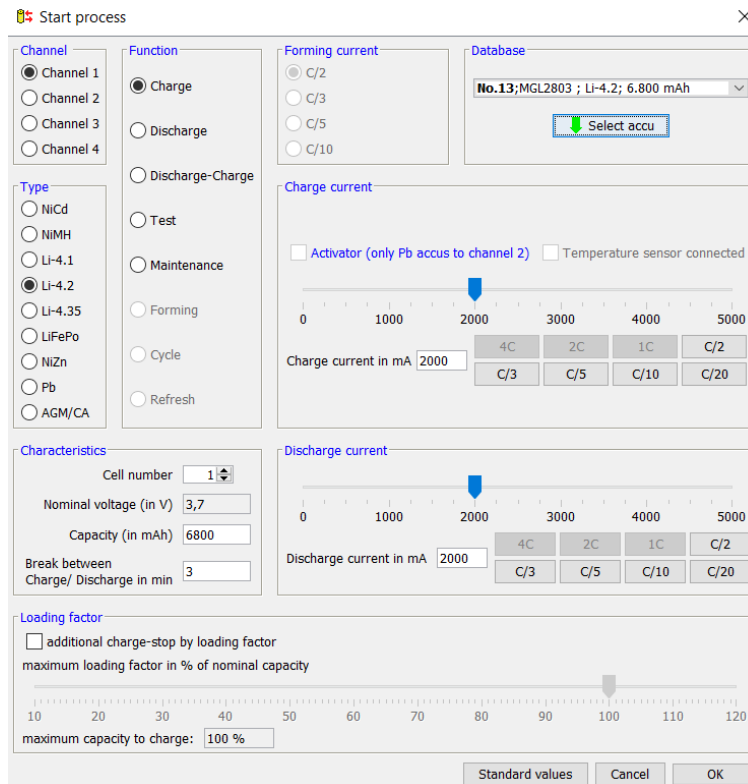 Start process
Channel
Channel 1
Channel 2
Channel 3
Channel 4
Function
Charge
Discharge
Discharge-Charge
Test
Maintenance
Forming
Cycle
Refresh
Forming current
C/2
C/3
C/5
C/10
Database
No.13;MGL2803 ; Li-4.2; 6.800 mAh
Select accu
Type
NiCd
NiMH
Li-4.1
Li-4.2
Li-4.35
LiFePo
NiZn
Pb
AGM/CA
Charge current
Activator (only Pb accus to channel 2) Temperature sensor connected
0 1000 2000 3000 4000 5000
Charge current in mA 2000
4C 2C 1C C/2
C/3 C/5 C/10 C/20
Characteristics
Cell number 1
Nominal voltage (in V) 3,7
Capacity (in mAh) 6800
Break between
Charge/ Discharge in min 3
Discharge current
0 1000 2000 3000 4000 5000
Discharge current in mA 2000
4C 2C 1C C/2
C/3 C/5 C/10 C/20
Loading factor
additional charge-stop by loading factor
maximum loading factor in % of nominal capacity
10 20 30 40 50 60 70 80 90 100 110 120
maximum capacity to charge: 100 %
Standard values Cancel OK